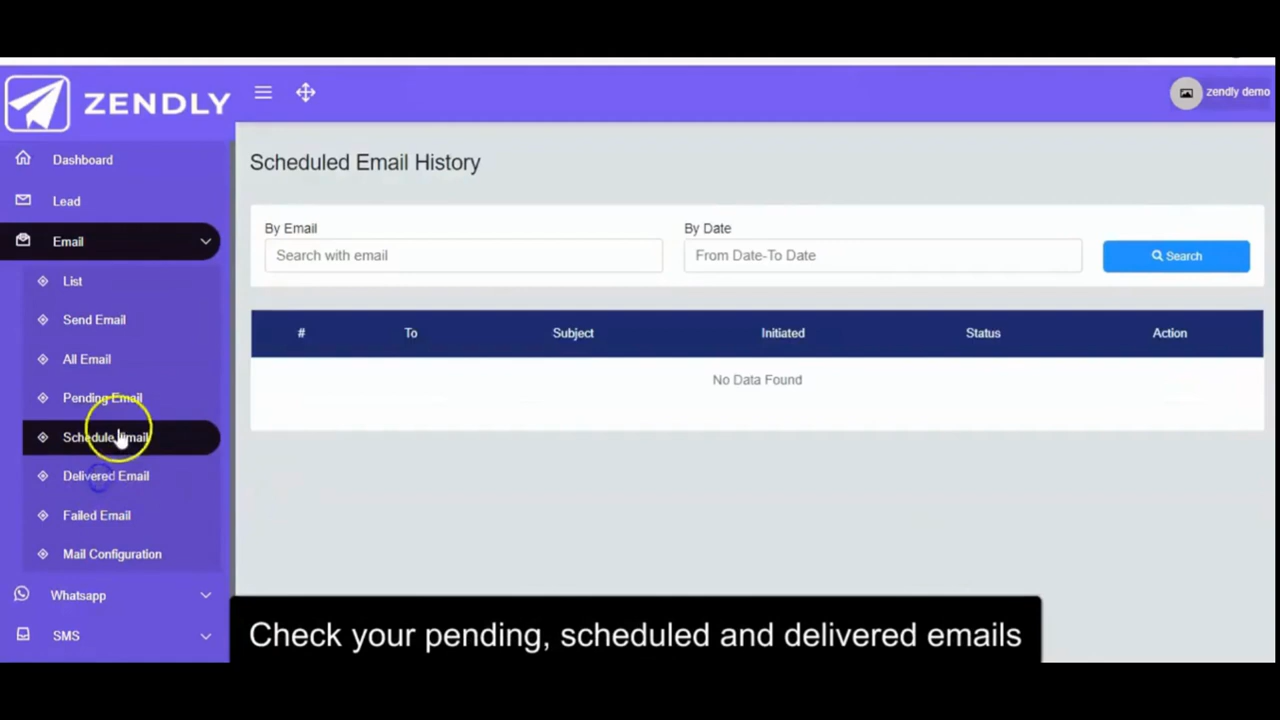 ZENDLY
zendly demo
Dashboard
Lead
Email
List
Send Email
All Email
Pending Email
Schedule Email
Delivered Email
Failed Email
Mail Configuration
Whatsapp
SMS
Scheduled Email History
By Email
By Date
Search with email
From Date-To Date
Search
# To Subject Initiated Status Action
No Data Found
Check your pending, scheduled and delivered emails